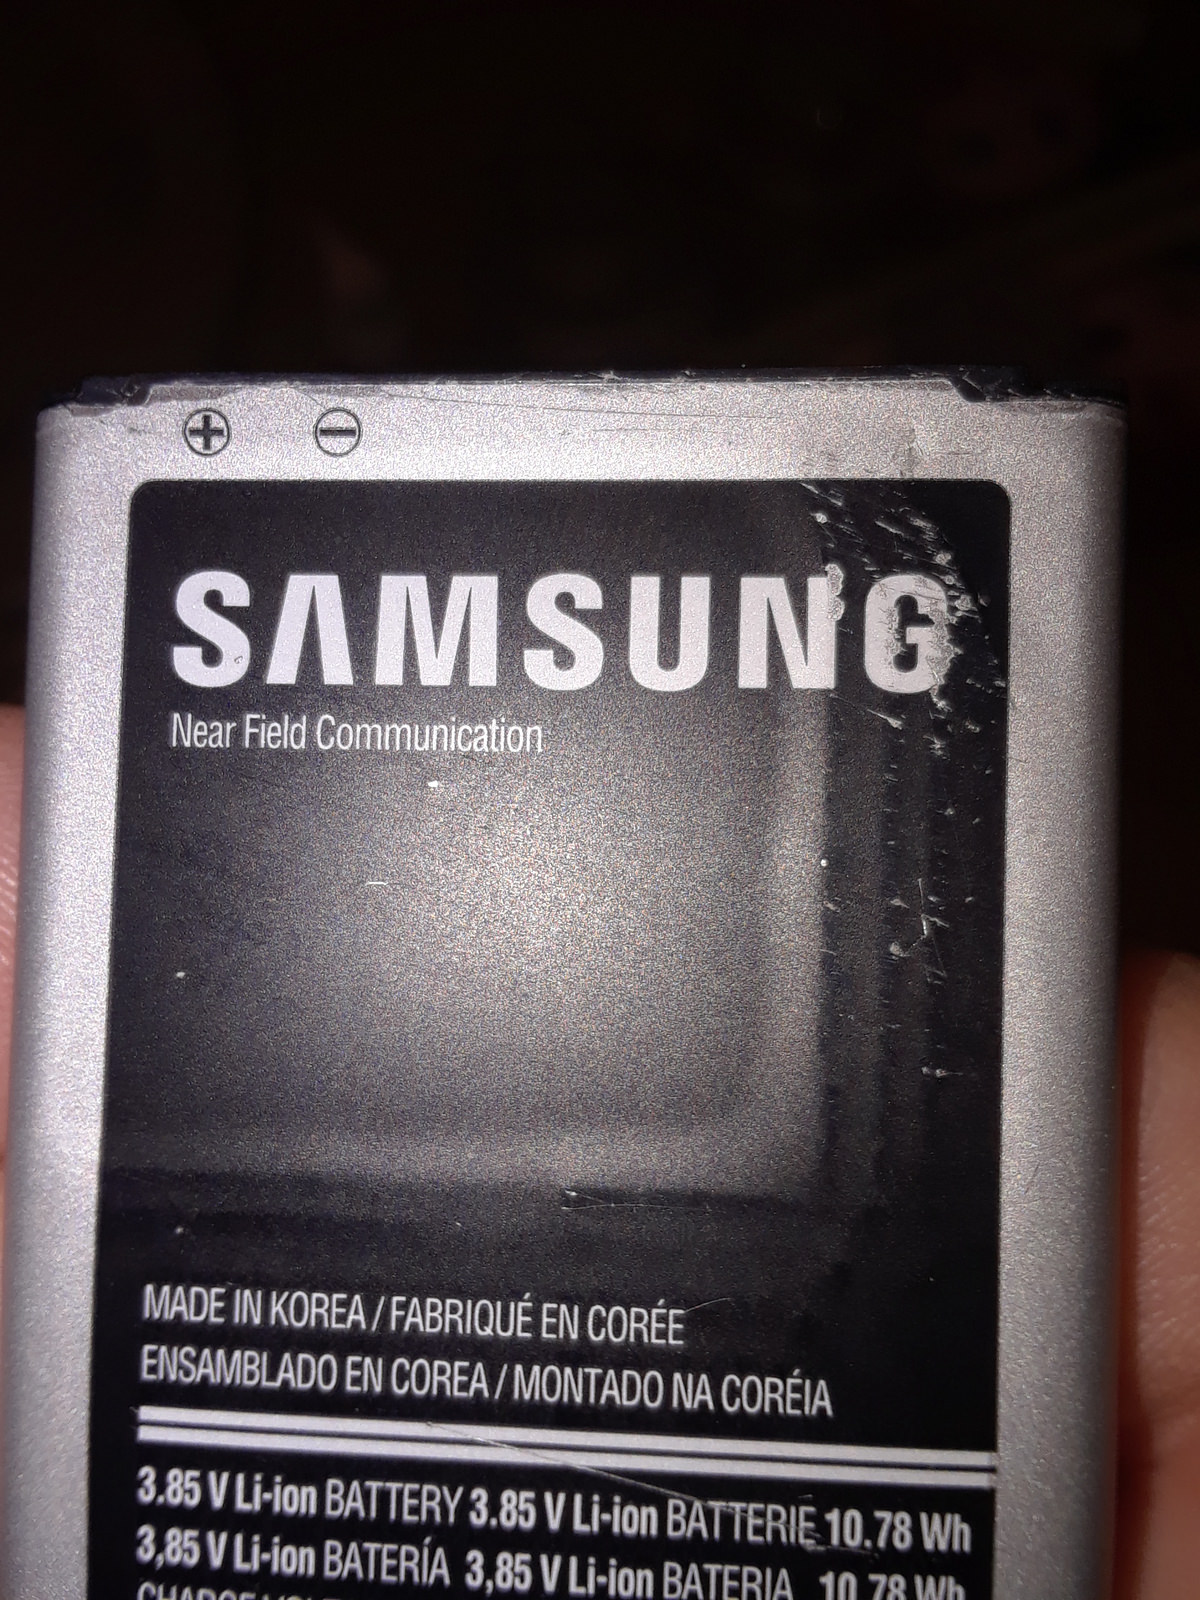 + -
SAMSUNG
Near Field Communication
MADE IN KOREA / FABRIQUÉ EN CORÉE
ENSAMBLADO EN COREA / MONTADO NA CORÉIA
3.85 V Li-ion BATTERY 3.85 V Li-ion BATTERIE 10.78 Wh
3,85 V Li-ion BATERÍA 3,85 V Li-ion BATERIA 10.78 Wh